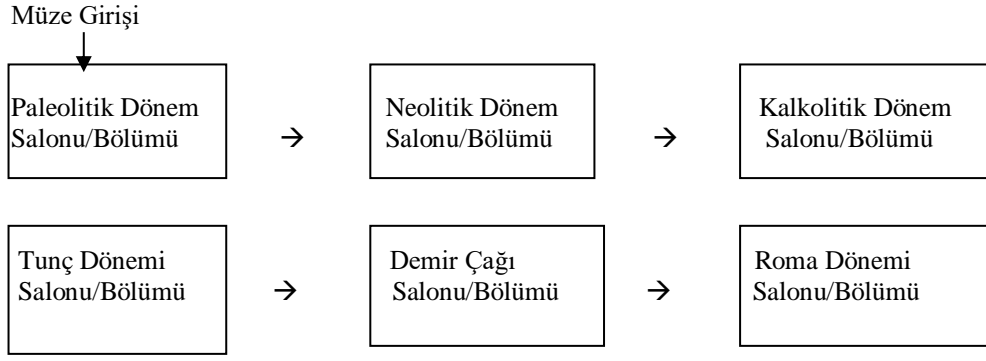 Müze Girişi
Paleolitik Dönem
Salonu/Bölümü
→
Neolitik Dönem
Salonu/Bölümü
→
Kalkolitik Dönem
Salonu/Bölümü
Tunç Dönemi
Salonu/Bölümü
→
Demir Çağı
Salonu/Bölümü
→
Roma Dönemi
Salonu/Bölümü